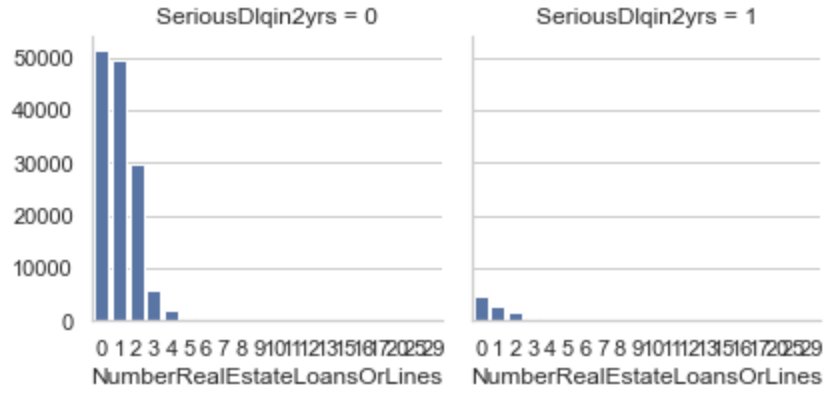 SeriousDlqin2yrs = 0 SeriousDlqin2yrs = 1
50000
40000
30000
20000
10000
0
0 1 2 3 4 5 6 7 8 9 10 11 12 13 15 16 17 20 25 29 0 1 2 3 4 5 6 7 8 9 10 11 12 13 15 16 17 20 25 29
NumberRealEstateLoansOrLines NumberRealEstateLoansOrLines